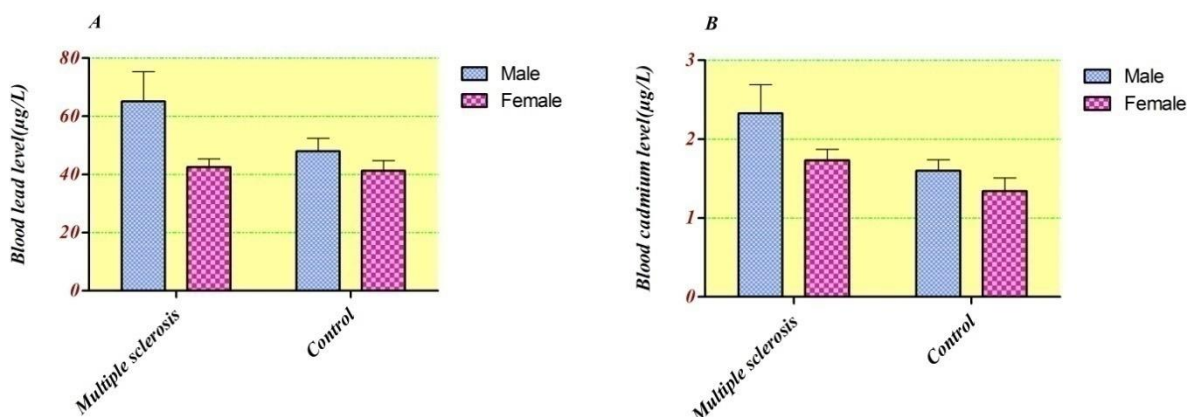 A
Blood lead level(µg/L)
80
60
40
20
0
Multiple sclerosis
Control
Male
Female
B
Blood cadmium level(µg/L)
3
2
1
0
Multiple sclerosis
Control
Male
Female